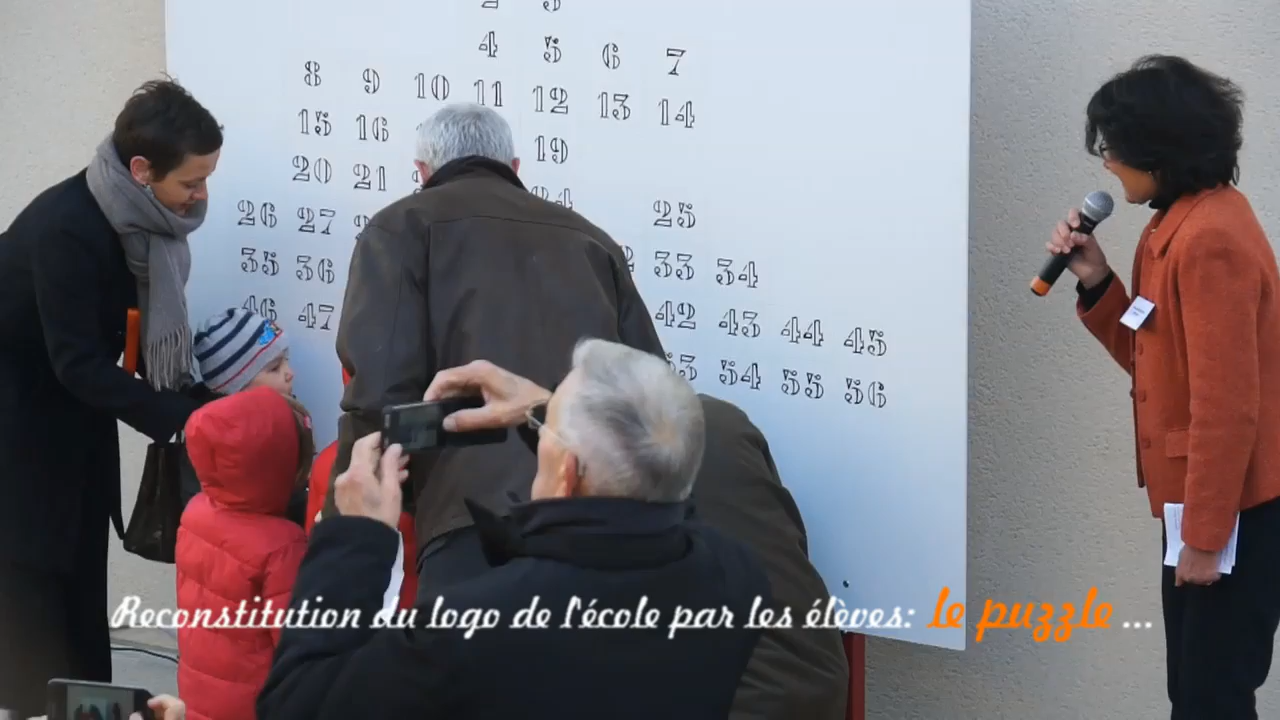 4 5 6 7
8 9 10 11 12 13 14
15 16 19
20 21
26 27 25
35 36 33 34
46 47 42 43 44 45
54 55 56
Reconstitution du logo de l'école par les élèves: le puzzle ...